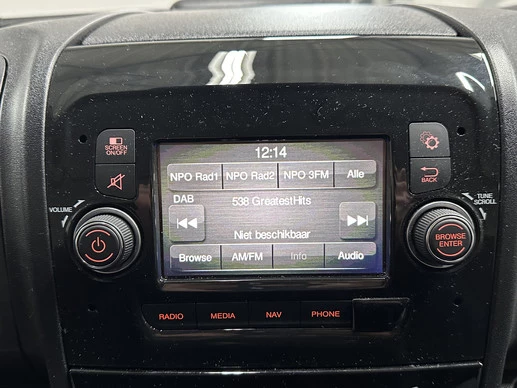 12:14
SCREEN
ON/OFF
NPO Rad1 NPO Rad2 NPO 3FM Alle
DAB 538 GreatestHits
BACK
VOLUME
TUNE
SCROLL
Niet beschikbaar
BROWSE
ENTER
Browse AM/FM Info Audio
RADIO MEDIA NAV PHONE